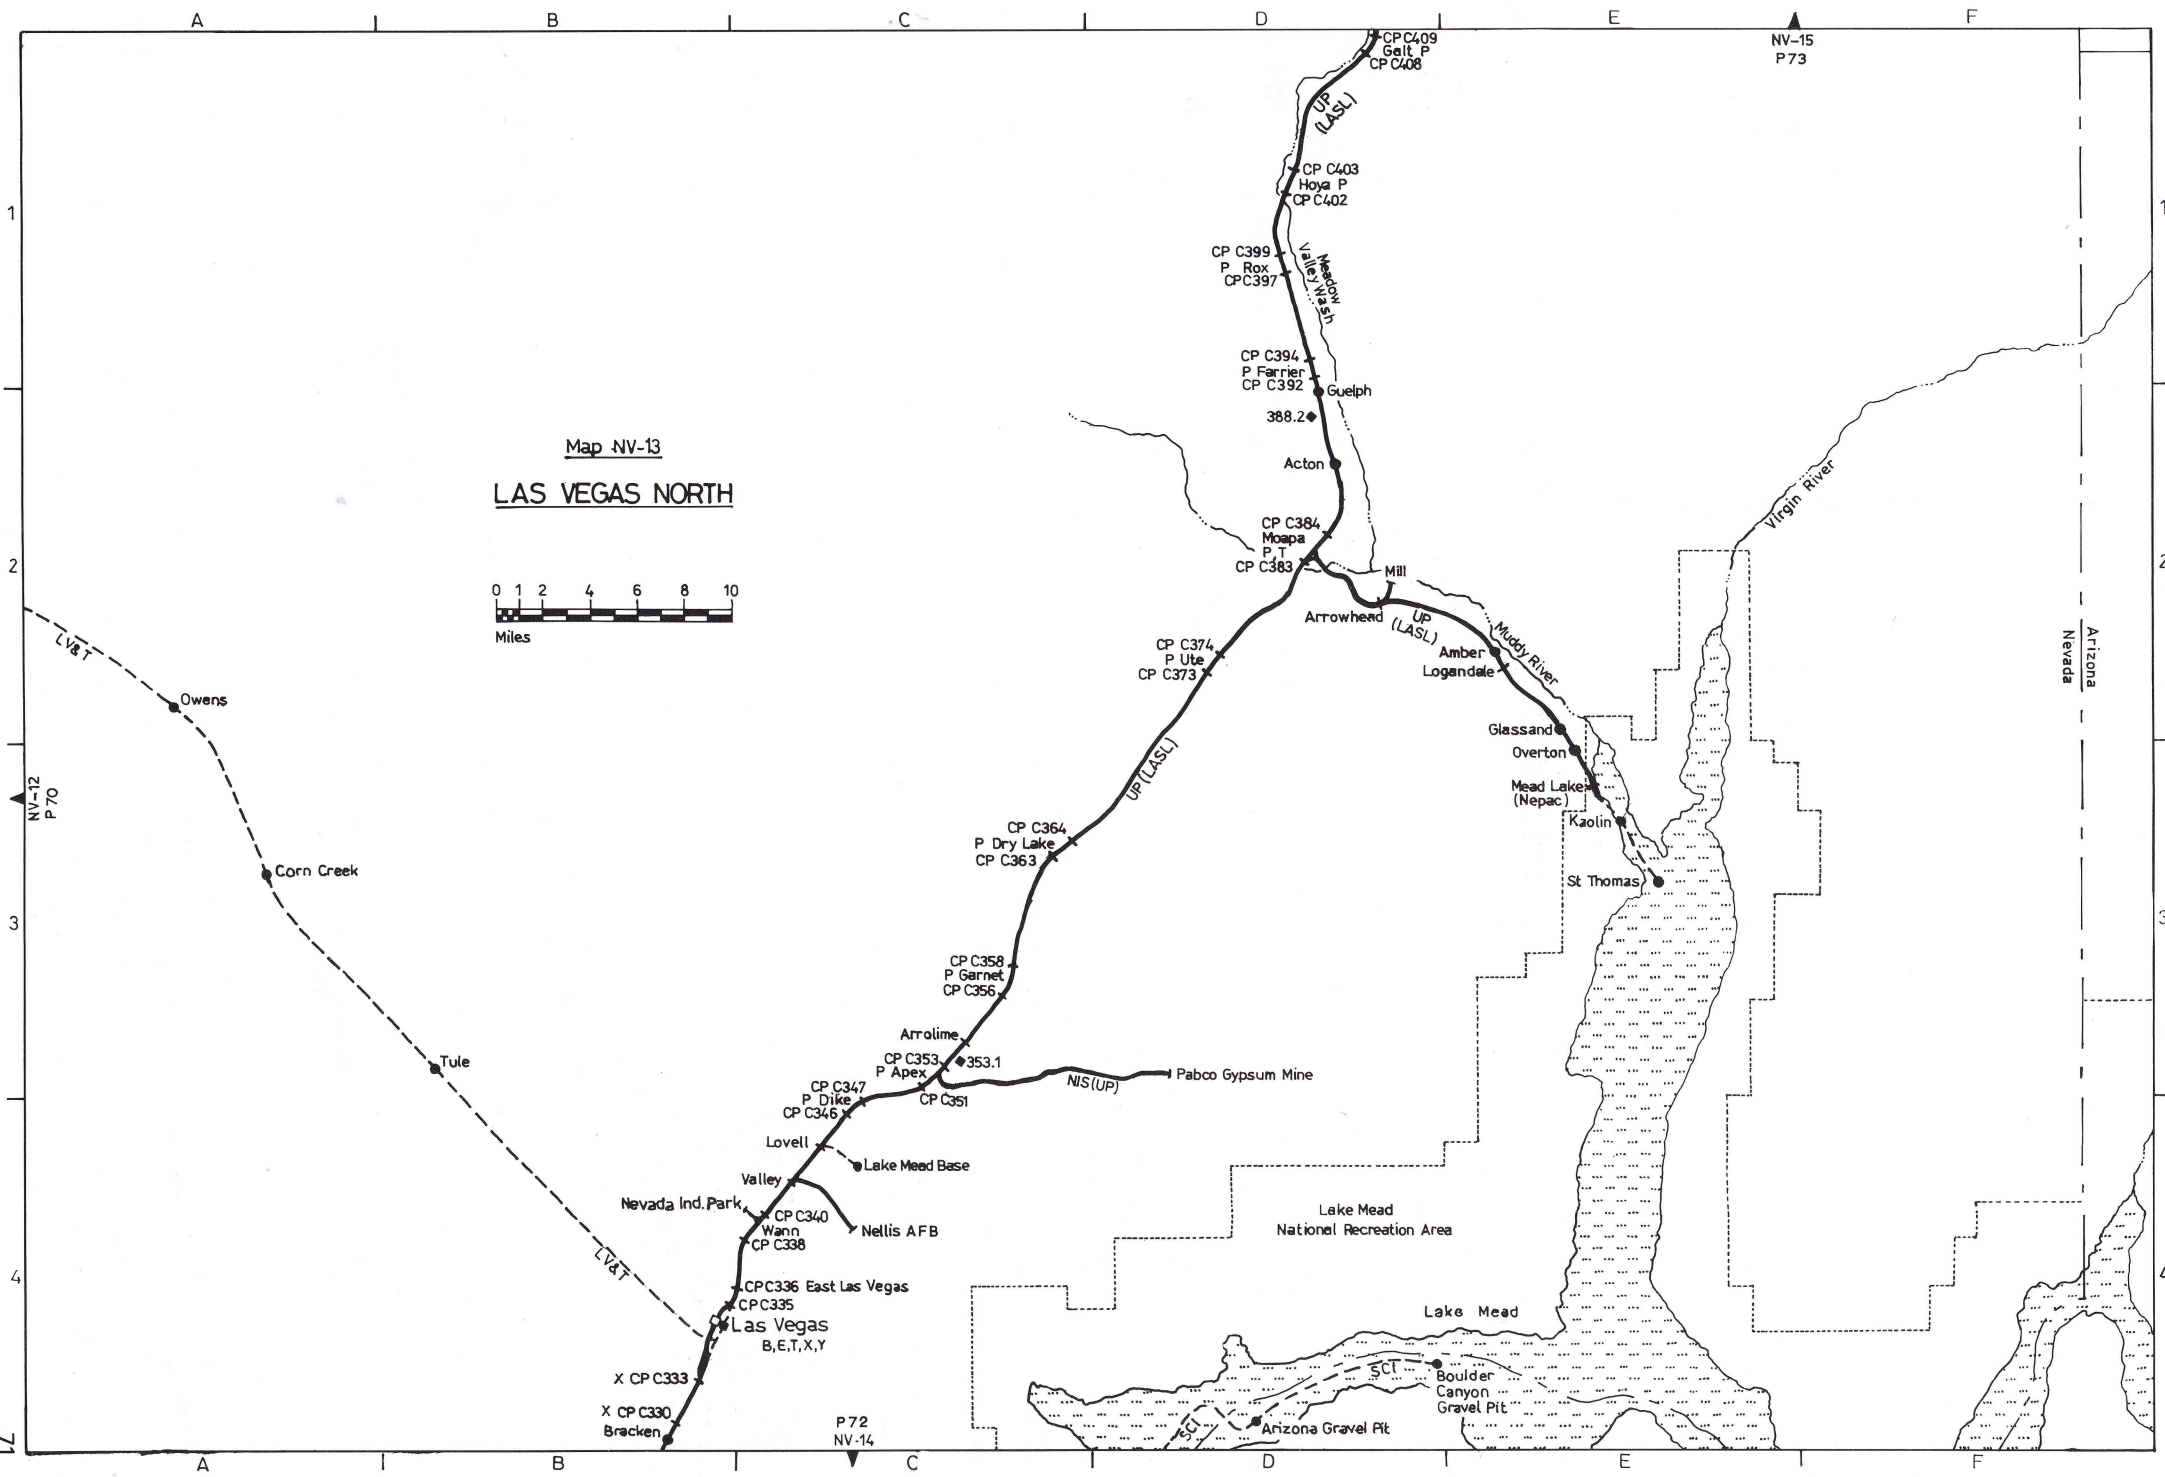 A
B
C
D
E
F
NV-15
P73
CP C409
Galt P
CP C408
UP
(LASL)
CP C403
Hoya P
CP C402
1
1
CP C399
P Rox
CP C397
Meadow
Valley Wash
CP C394
P Farrier
CP C392
Guelph
388.2
Map NV-13
LAS VEGAS NORTH
Acton
Virgin River
CP C384
Moapa
P,T
CP C383
2
2
Mill
0 1 2 4 6 8 10
Miles
Arrowhead
UP
(LASL)
Muddy River
LV&T
CP C374
P Ute
CP C373
Amber
Logandale
Arizona
Nevada
Owens
Glassand
Overton
UP(LASL)
NV-12
P70
Mead Lake
(Nepac)
Kaolin
CP C364
P Dry Lake
CP C363
Corn Creek
St Thomas
3
3
CP C358
P Garnet
CP C356
Arrolime
CP C353
353.1
P Apex
Tule
NIS(UP)
Pabco Gypsum Mine
CP C347
P Dike
CP C346
CP C351
Lovell
Lake Mead Base
Valley
Nevada Ind. Park
CP C340
Wann
CP C338
Nellis AFB
Lake Mead
National Recreation Area
LV&T
4
4
CP C336 East Las Vegas
CP C335
Las Vegas
B,E,T,X,Y
Lake Mead
X CP C333
SCI
Boulder
Canyon
Gravel Pit
X CP C330
Bracken
P72
NV-14
SCI
Arizona Gravel Pit
A
B
C
D
E
F